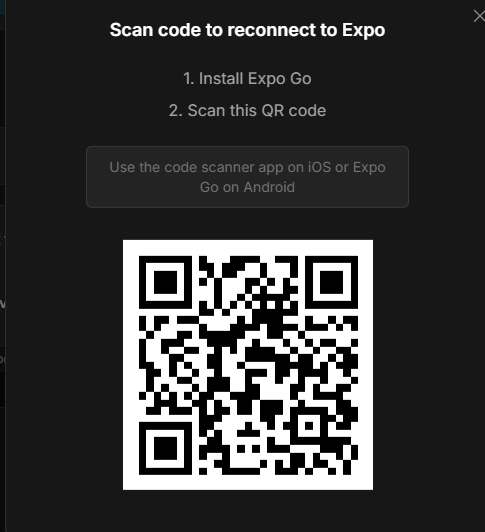 Scan code to reconnect to Expo
1. Install Expo Go
2. Scan this QR code
Use the code scanner app on iOS or Expo
Go on Android